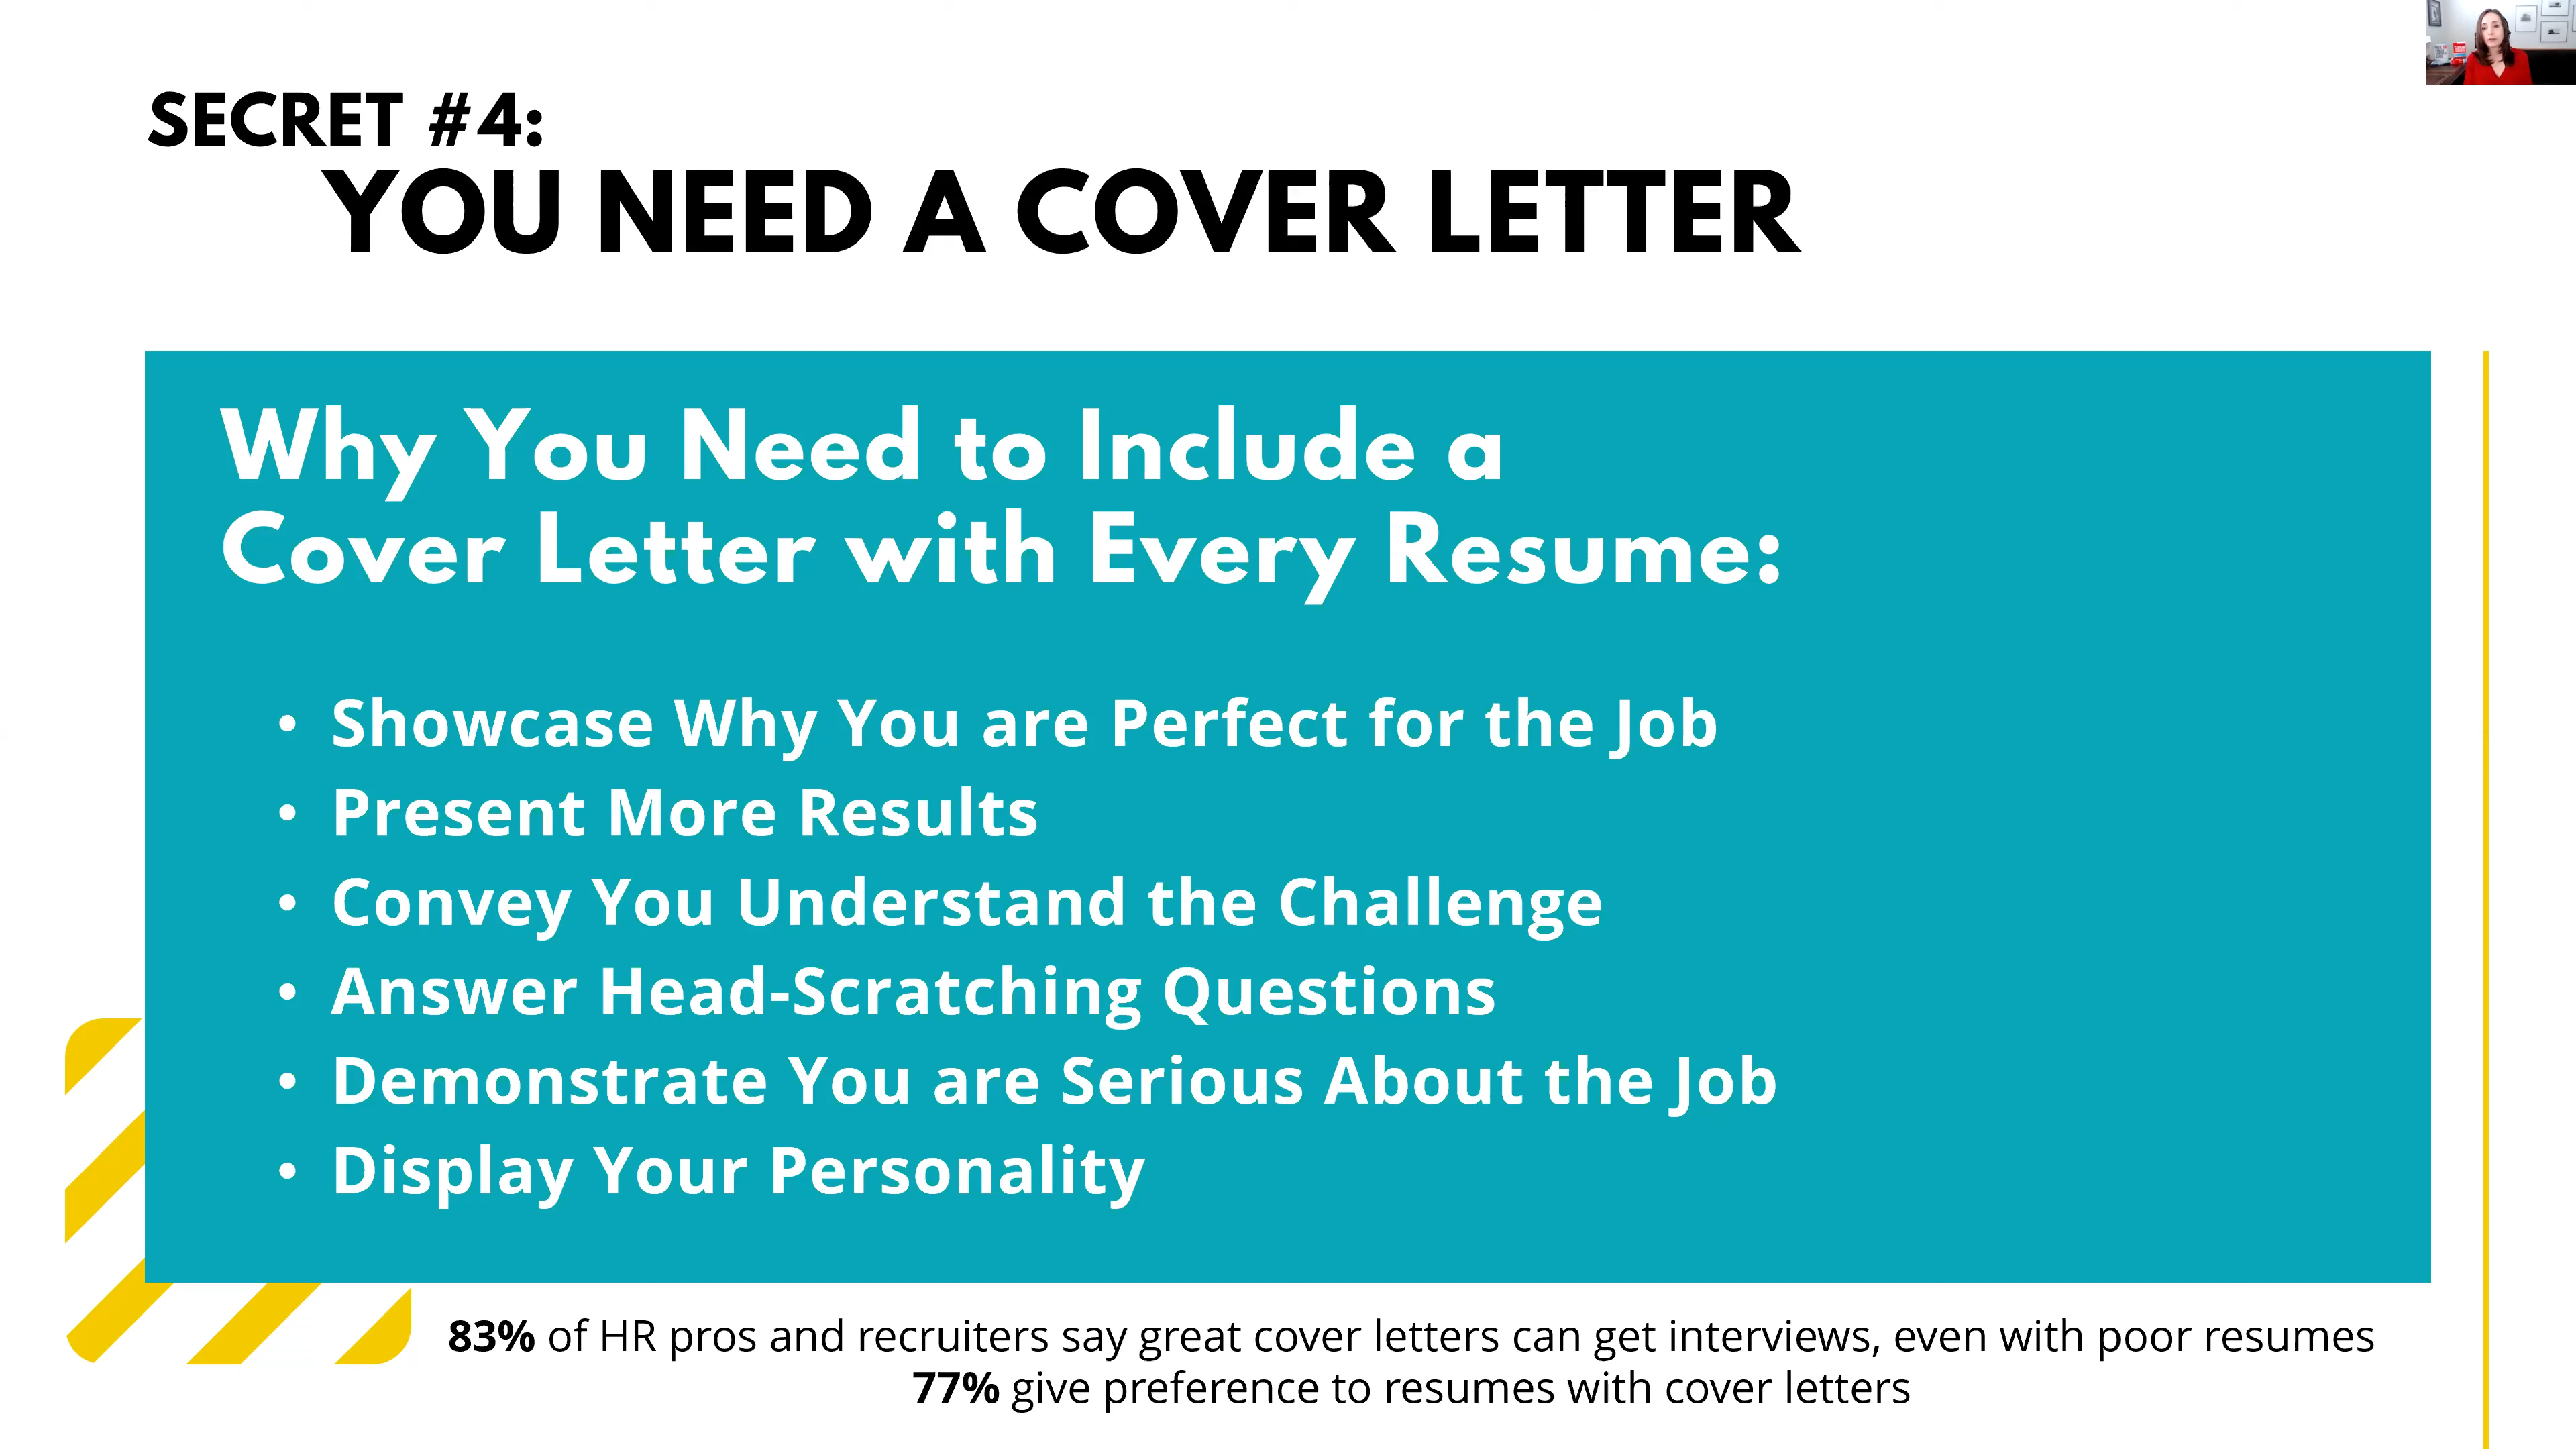 SECRET #4:
YOU NEED A COVER LETTER
Why You Need to Include a
Cover Letter with Every Resume:
• Showcase Why You are Perfect for the Job
• Present More Results
• Convey You Understand the Challenge
• Answer Head-Scratching Questions
• Demonstrate You are Serious About the Job
• Display Your Personality
83% of HR pros and recruiters say great cover letters can get interviews, even with poor resumes
77% give preference to resumes with cover letters